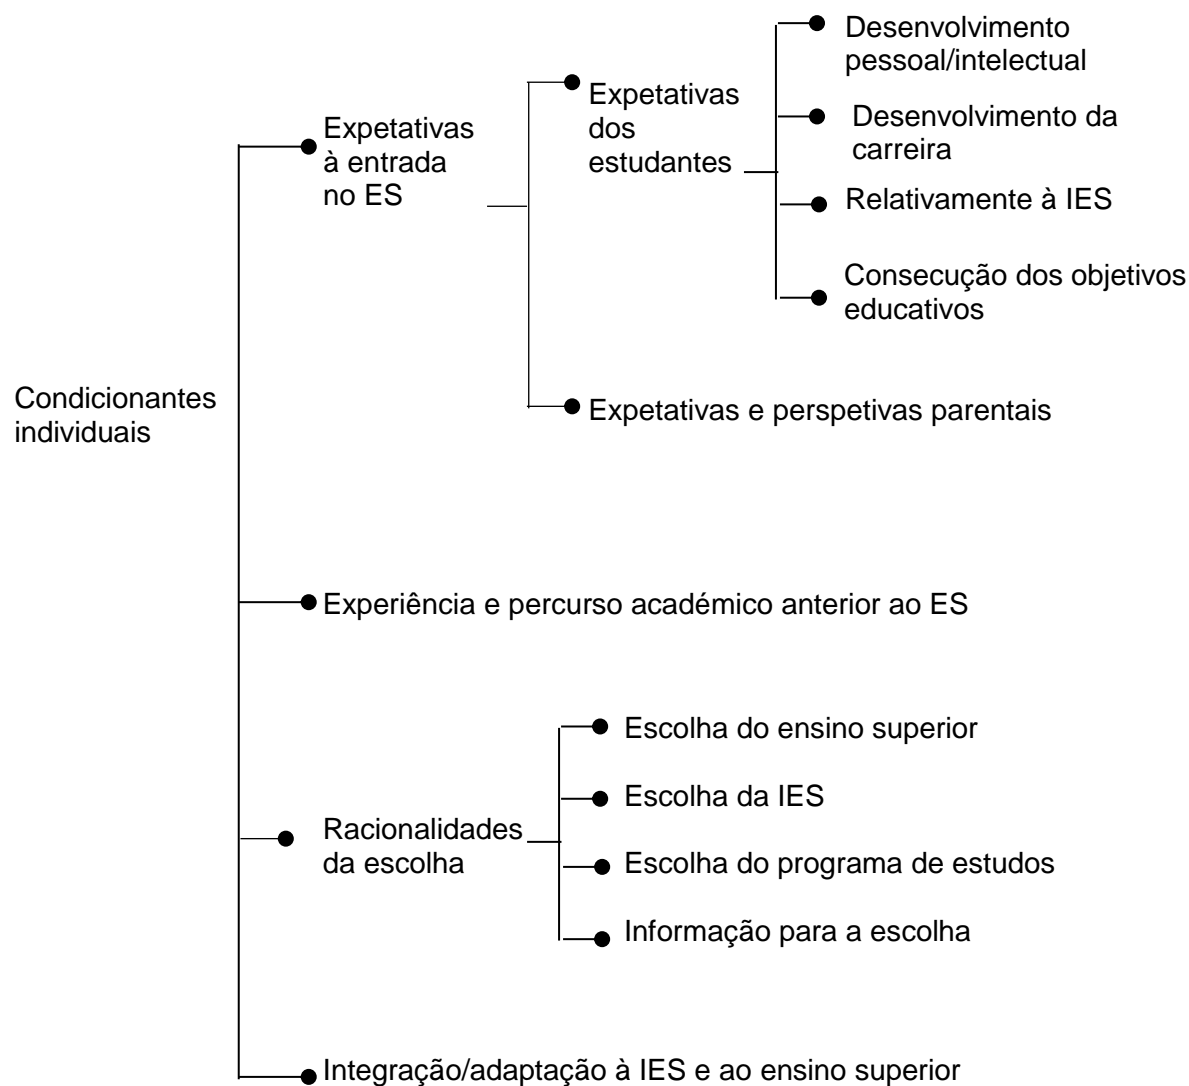 Condicionantes
individuais
Expetativas
à entrada
no ES
Expetativas
dos
estudantes
Desenvolvimento
pessoal/intelectual
Desenvolvimento da
carreira
Relativamente à IES
Consecução dos objetivos
educativos
Expetativas e perspetivas parentais
Experiência e percurso académico anterior ao ES
Racionalidades
da escolha
Escolha do ensino superior
Escolha da IES
Escolha do programa de estudos
Informação para a escolha
Integração/adaptação à IES e ao ensino superior